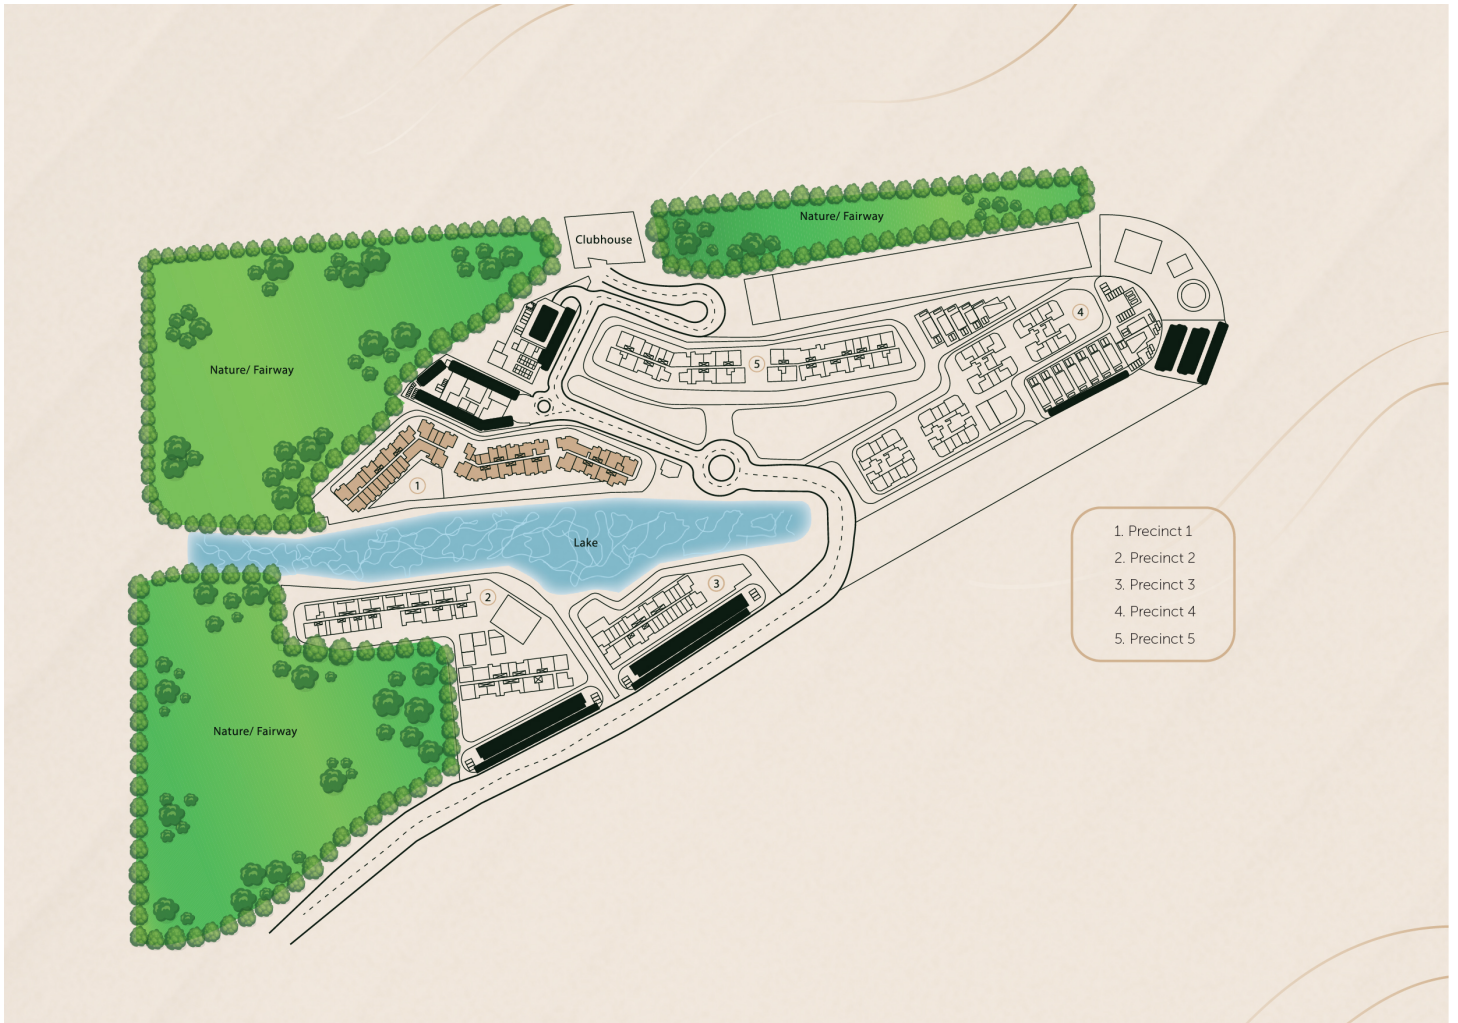 Nature/ Fairway
Clubhouse
4
5
Nature/ Fairway
1
Lake
1. Precinct 1
2. Precinct 2
3. Precinct 3
4. Precinct 4
5. Precinct 5
3
2
Nature/ Fairway